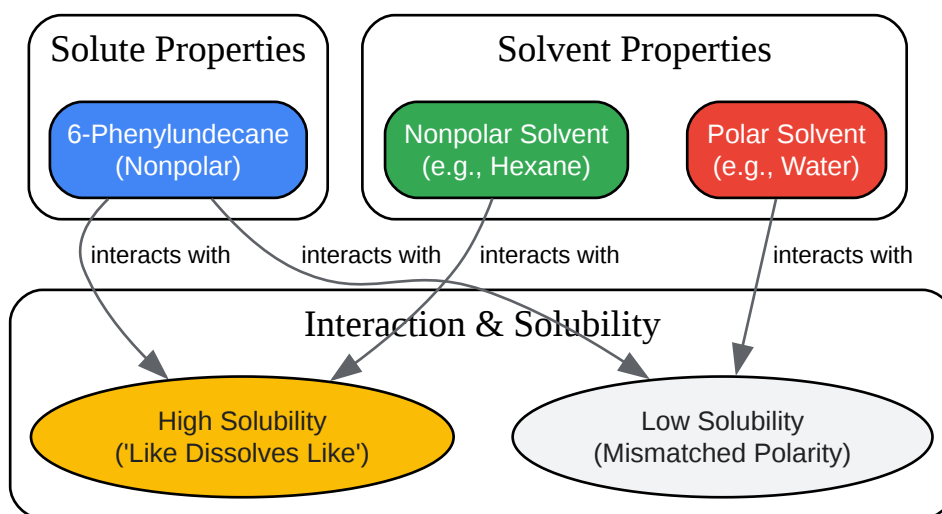 Solute Properties
Solvent Properties
6-Phenylundecane
(Nonpolar)
Nonpolar Solvent
(e.g., Hexane)
Polar Solvent
(e.g., Water)
interacts with
interacts with
interacts with
interacts with
Interaction & Solubility
High Solubility
('Like Dissolves Like')
Low Solubility
(Mismatched Polarity)